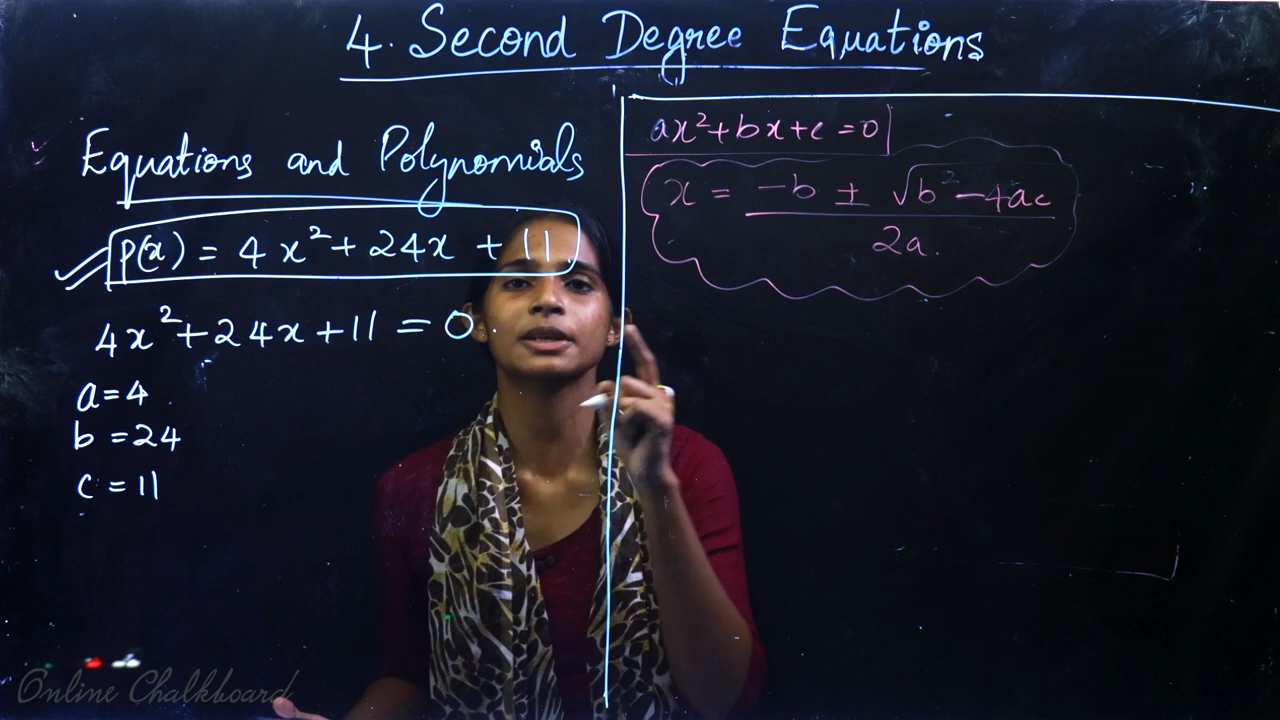 4. Second Degree Equations
Equations and Polynomials
P(x) = 4x² + 24x + 11
4x² + 24x + 11 = 0.
a = 4
b = 24
c = 11
ax² + bx + c = 0
x = -b ± √b² - 4ac
2a.
Online Chalkboard